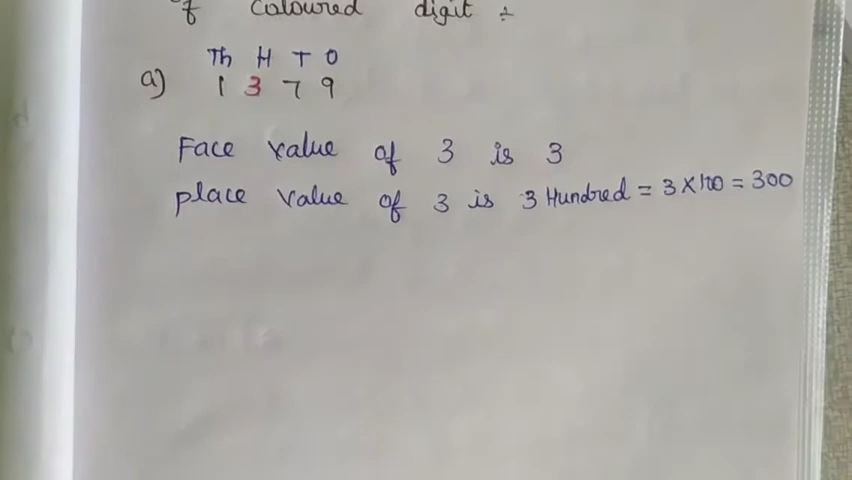 of coloured digit ÷
Th H T O
a) 1 3 7 9
Face value of 3 is 3
place value of 3 is 3 Hundred = 3 X 100 = 300